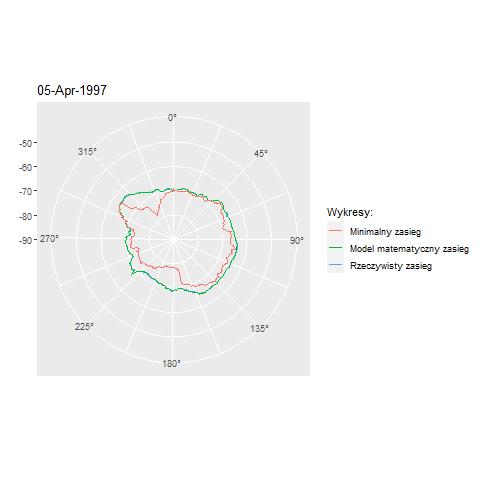 05-Apr-1997
0°
-50
315°
45°
-60
-70
-80
-90
270°
90°
225°
135°
180°
Wykresy:
Minimalny zasieg
Model matematyczny zasieg
Rzeczywisty zasieg